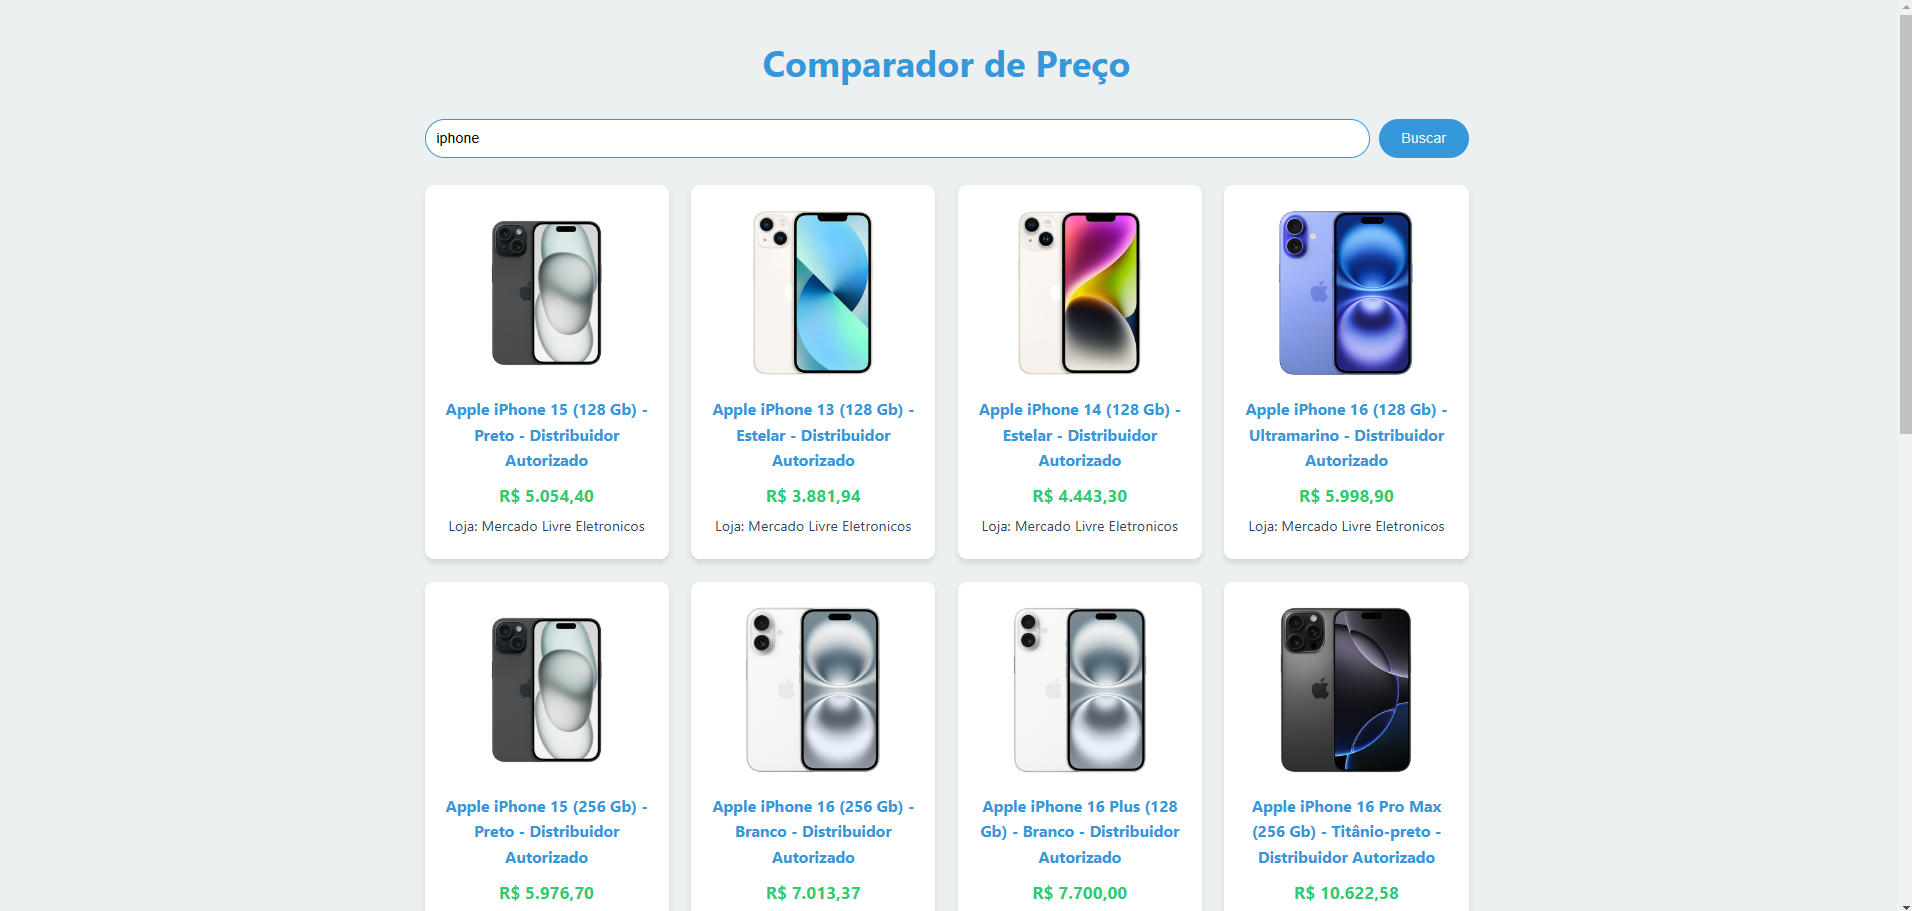 Comparador de Preço
iphone
Buscar
Apple iPhone 15 (128 Gb) -
Preto - Distribuidor
Autorizado
R$ 5.054,40
Loja: Mercado Livre Eletronicos
Apple iPhone 13 (128 Gb) -
Estelar - Distribuidor
Autorizado
R$ 3.881,94
Loja: Mercado Livre Eletronicos
Apple iPhone 14 (128 Gb) -
Estelar - Distribuidor
Autorizado
R$ 4.443,30
Loja: Mercado Livre Eletronicos
Apple iPhone 16 (128 Gb) -
Ultramarino - Distribuidor
Autorizado
R$ 5.998,90
Loja: Mercado Livre Eletronicos
Apple iPhone 15 (256 Gb) -
Preto - Distribuidor
Autorizado
R$ 5.976,70
Apple iPhone 16 (256 Gb) -
Branco - Distribuidor
Autorizado
R$ 7.013,37
Apple iPhone 16 Plus (128
Gb) - Branco - Distribuidor
Autorizado
R$ 7.700,00
Apple iPhone 16 Pro Max
(256 Gb) - Titânio-preto -
Distribuidor Autorizado
R$ 10.622,58